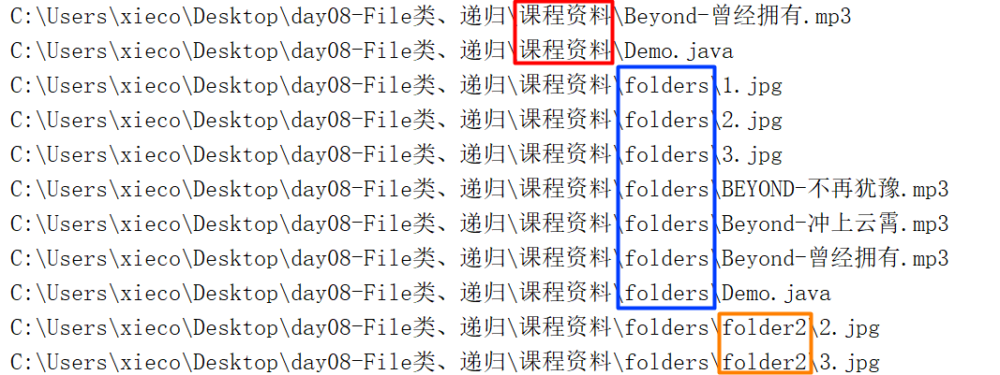 C:\Users\xieco\Desktop\day08-File类、递归\课程资料\Beyond-曾经拥有.mp3
C:\Users\xieco\Desktop\day08-File类、递归\课程资料\Demo.java
C:\Users\xieco\Desktop\day08-File类、递归\课程资料\folders\1.jpg
C:\Users\xieco\Desktop\day08-File类、递归\课程资料\folders\2.jpg
C:\Users\xieco\Desktop\day08-File类、递归\课程资料\folders\3.jpg
C:\Users\xieco\Desktop\day08-File类、递归\课程资料\folders\BEYOND-不再犹豫.mp3
C:\Users\xieco\Desktop\day08-File类、递归\课程资料\folders\Beyond-冲上云霄.mp3
C:\Users\xieco\Desktop\day08-File类、递归\课程资料\folders\Beyond-曾经拥有.mp3
C:\Users\xieco\Desktop\day08-File类、递归\课程资料\folders\Demo.java
C:\Users\xieco\Desktop\day08-File类、递归\课程资料\folders\folder2\2.jpg
C:\Users\xieco\Desktop\day08-File类、递归\课程资料\folders\folder2\3.jpg